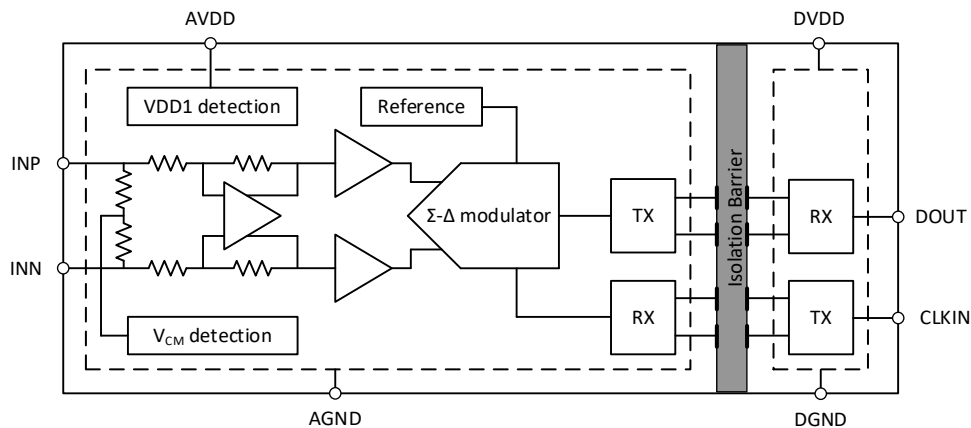 AVDD
DVDD
VDD1 detection
Reference
INP
Σ-Δ modulator
TX
Isolation Barrier
RX
DOUT
INN
RX
TX
CLKIN
VCM detection
AGND
DGND